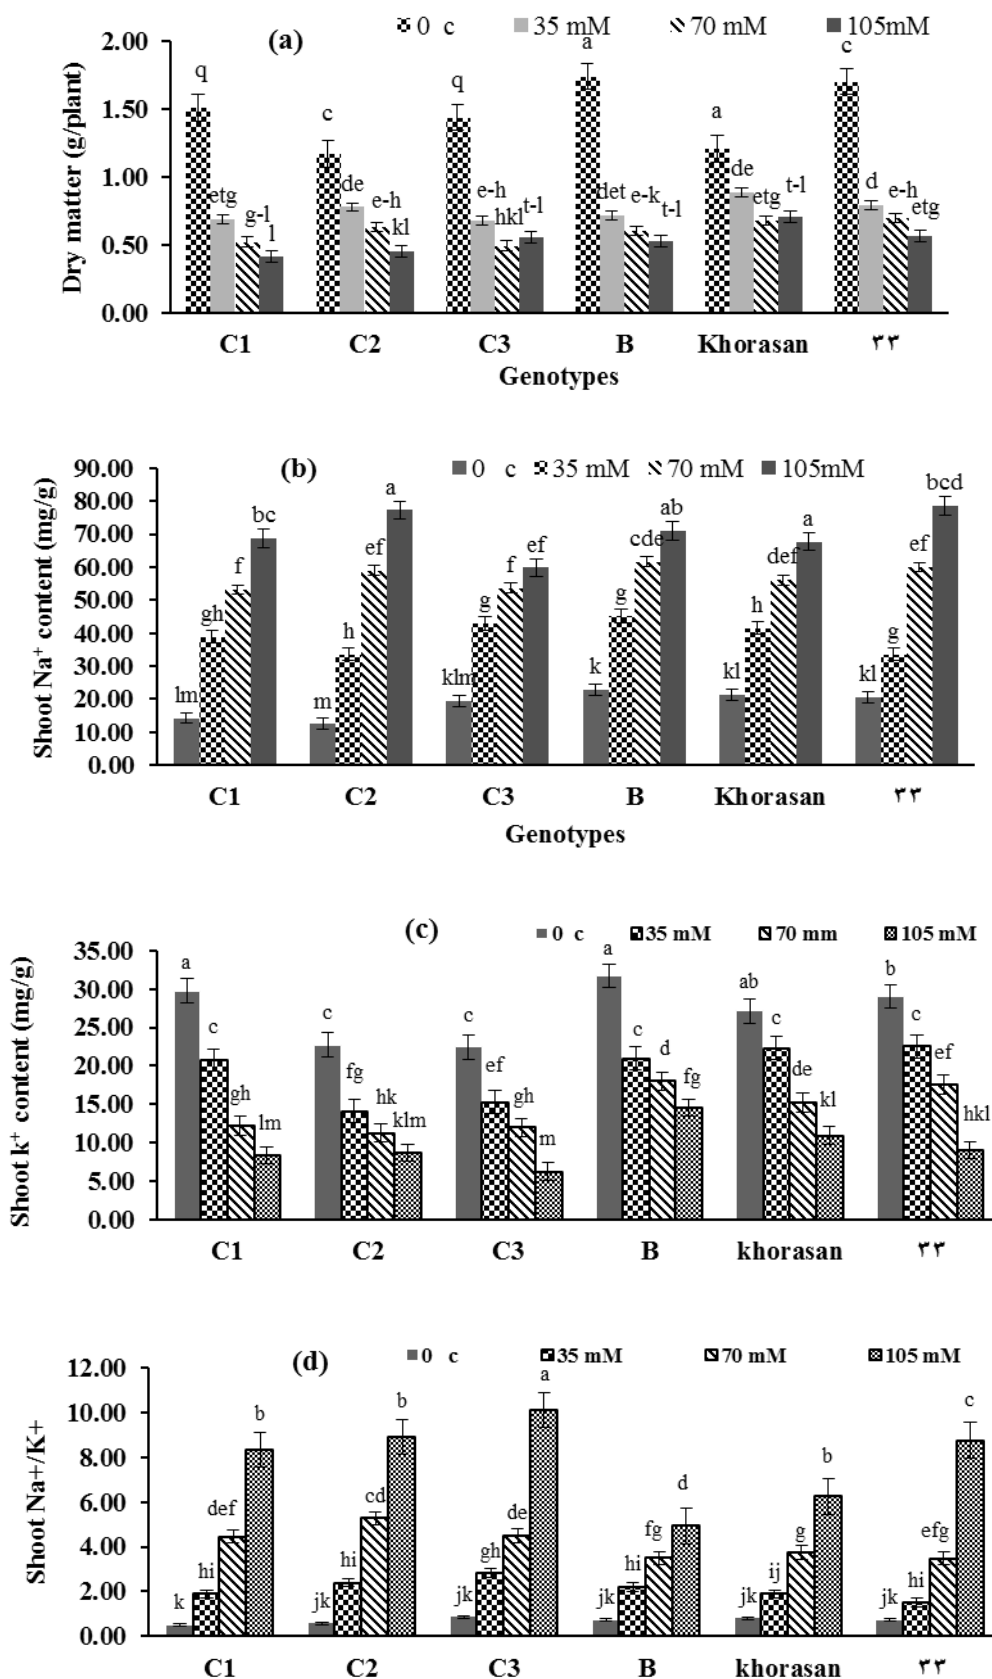 (a)
0 c 35 mM 70 mM 105mM
Dry matter (g/plant)
2.00
1.50
1.00
0.50
0.00
q etg g-l l
c de e-h kl
q e-h hkl t-l
a det e-k t-l
a de etg t-l
c d e-h etg
C1 C2 C3 B Khorasan ٣٣
Genotypes
(b)
0 c 35 mM 70 mM 105mM
Shoot Na⁺ content (mg/g)
90.00
80.00
70.00
60.00
50.00
40.00
30.00
20.00
10.00
0.00
lm gh f bc
m h ef a
klm g f ef
k g cde ab
kl h def a
kl g ef bcd
C1 C2 C3 B Khorasan ٣٣
Genotypes
(c)
0 c 35 mM 70 mm 105 mM
Shoot k⁺ content (mg/g)
35.00
30.00
25.00
20.00
15.00
10.00
5.00
0.00
a c gh lm
c fg hk klm
c ef gh m
a c d fg
ab c de kl
b c ef hkl
C1 C2 C3 B khorasan ٣٣
(d)
0 c 35 mM 70 mM 105 mM
Shoot Na+/K+
12.00
10.00
8.00
6.00
4.00
2.00
0.00
k hi def b
jk hi cd b
jk gh de a
jk hi fg d
jk ij g b
jk hi efg c
C1 C2 C3 B khorasan ٣٣